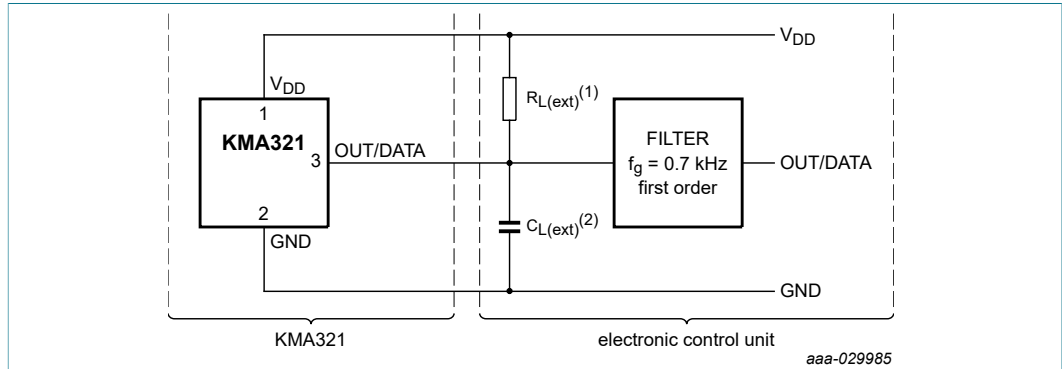 V_DD
V_DD
1
R_L(ext)^(1)
KMA321
3
OUT/DATA
FILTER
f_g = 0.7 kHz
first order
OUT/DATA
2
GND
C_L(ext)^(2)
GND
KMA321
electronic control unit
aaa-029985